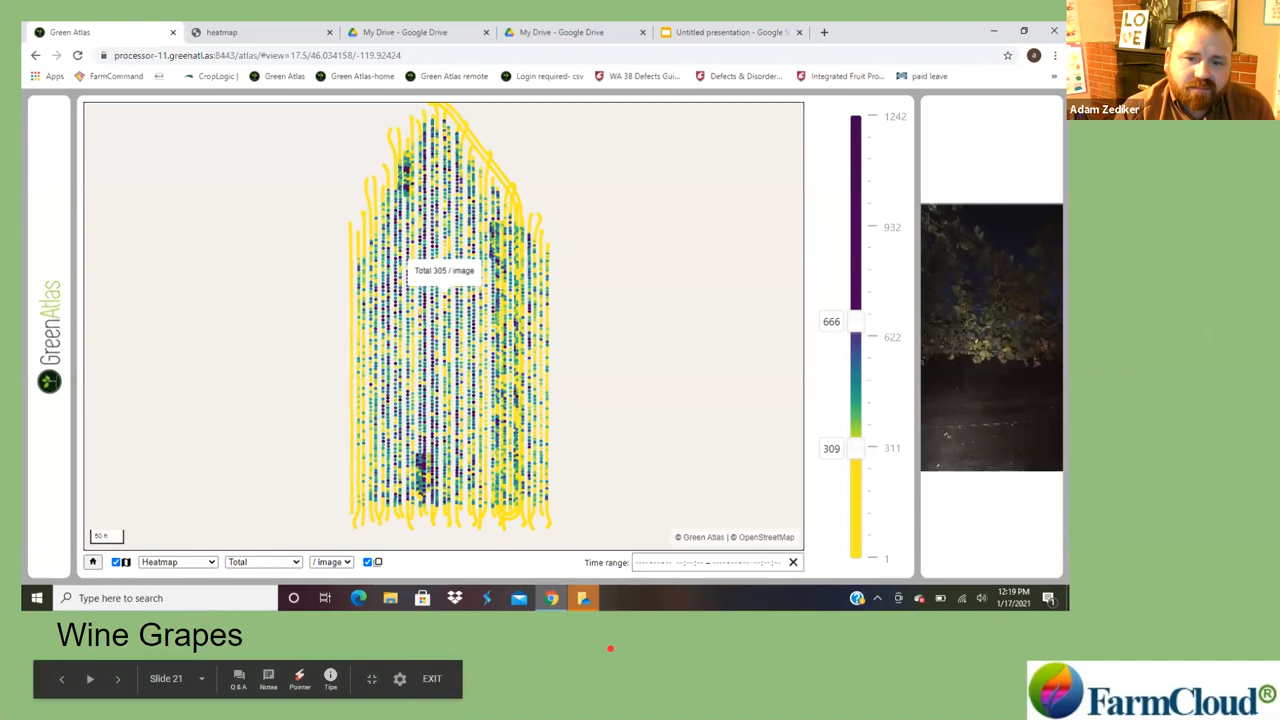 Green Atlas
heatmap
My Drive - Google Drive
My Drive - Google Drive
Untitled presentation - Google S
processor-11.greenatl.as:8443/atlas/#view=17.5/46.034158/-119.92424
a
Apps
FarmCommand
CropLogic |
Green Atlas
Green Atlas-home
Green Atlas remote
Login required- csv
WA 38 Defects Gui...
Defects & Disorder...
Integrated Fruit Pro...
paid leave
»
LOVE
Adam Zediker
GreenAtlas
Total 305 / image
1242
932
666
622
309
311
1
50 ft
© Green Atlas | © OpenStreetMap
Heatmap
Total
/ image
Time range:
Type here to search
12:19 PM
1/17/2021
1
Wine Grapes
Slide 21
Q & A
Notes
Pointer
Tips
EXIT
FarmCloud®